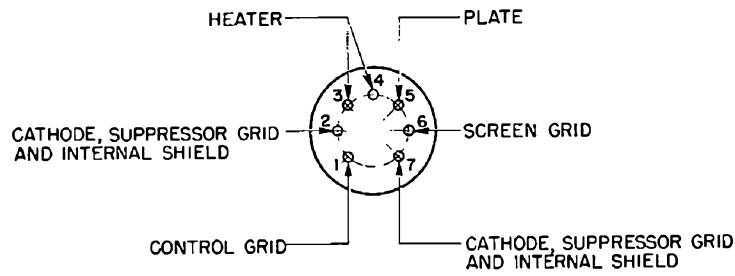 HEATER
PLATE
4
3
5
2
6
CATHODE, SUPPRESSOR GRID
AND INTERNAL SHIELD
SCREEN GRID
1
7
CONTROL GRID
CATHODE, SUPPRESSOR GRID
AND INTERNAL SHIELD